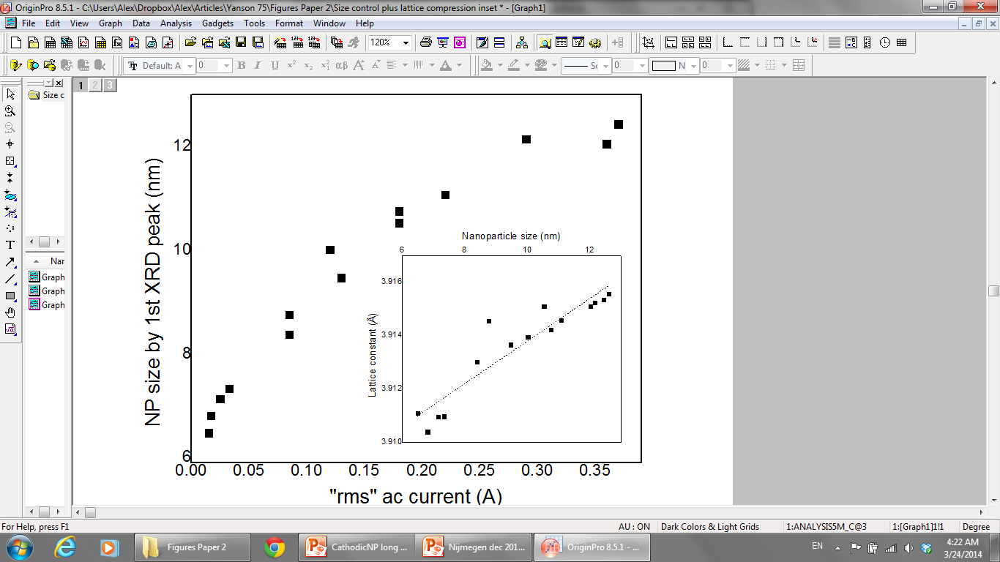 OriginPro 8.5.1 - C:\Users\Alex\Dropbox\Alex\Articles\Yanson 75\Figures Paper 2\Size control plus lattice compression inset * - [Graph1]
File Edit View Graph Data Analysis Gadgets Tools Format Window Help
120%
Default: A 0 B I U x² x₂ x₁² αβ A A A Sc 0 N 0
1 2 3
Size c
Nar
Graph
Graph
Graph
NP size by 1st XRD peak (nm)
12
10
8
6
0.00 0.05 0.10 0.15 0.20 0.25 0.30 0.35
"rms" ac current (A)
Nanoparticle size (nm)
6 8 10 12
Lattice constant (Å)
3.916
3.914
3.912
3.910
For Help, press F1 AU : ON Dark Colors & Light Grids 1:ANALYSIS5M_C@3 1:[Graph1]1!1 Degree
Figures Paper 2 CathodicNP long ... Nijmegen dec 201... OriginPro 8.5.1 - ... EN 4:22 AM
3/24/2014